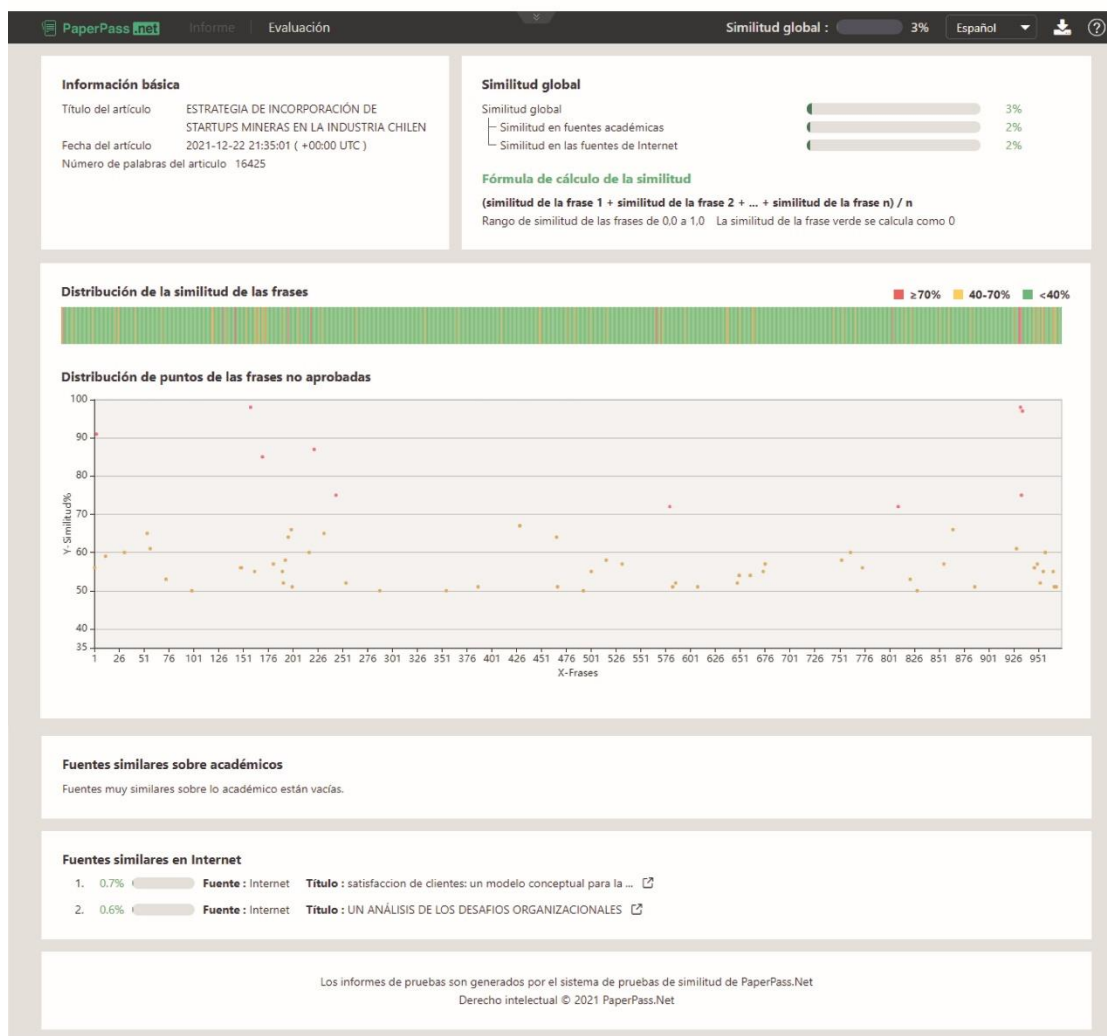 PaperPass .net Informe Evaluación Similitud global : 3% Español
Información básica
Título del artículo ESTRATEGIA DE INCORPORACIÓN DE
STARTUPS MINERAS EN LA INDUSTRIA CHILEN
Fecha del artículo 2021-12-22 21:35:01 ( +00:00 UTC )
Número de palabras del articulo 16425
Similitud global
Similitud global 3%
Similitud en fuentes académicas 2%
Similitud en las fuentes de Internet 2%
Fórmula de cálculo de la similitud
(similitud de la frase 1 + similitud de la frase 2 + ... + similitud de la frase n) / n
Rango de similitud de las frases de 0,0 a 1,0 La similitud de la frase verde se calcula como 0
Distribución de la similitud de las frases
≥70% 40-70% <40%
Distribución de puntos de las frases no aprobadas
100
90
80
70
60
50
40
35
Y-Similitud%
1 26 51 76 101 126 151 176 201 226 251 276 301 326 351 376 401 426 451 476 501 526 551 576 601 626 651 676 701 726 751 776 801 826 851 876 901 926 951
X-Frases
Fuentes similares sobre académicos
Fuentes muy similares sobre lo académico están vacías.
Fuentes similares en Internet
1. 0.7% Fuente : Internet Título : satisfaccion de clientes: un modelo conceptual para la ...
2. 0.6% Fuente : Internet Título : UN ANÁLISIS DE LOS DESAFIOS ORGANIZACIONALES
Los informes de pruebas son generados por el sistema de pruebas de similitud de PaperPass.Net
Derecho intelectual © 2021 PaperPass.Net